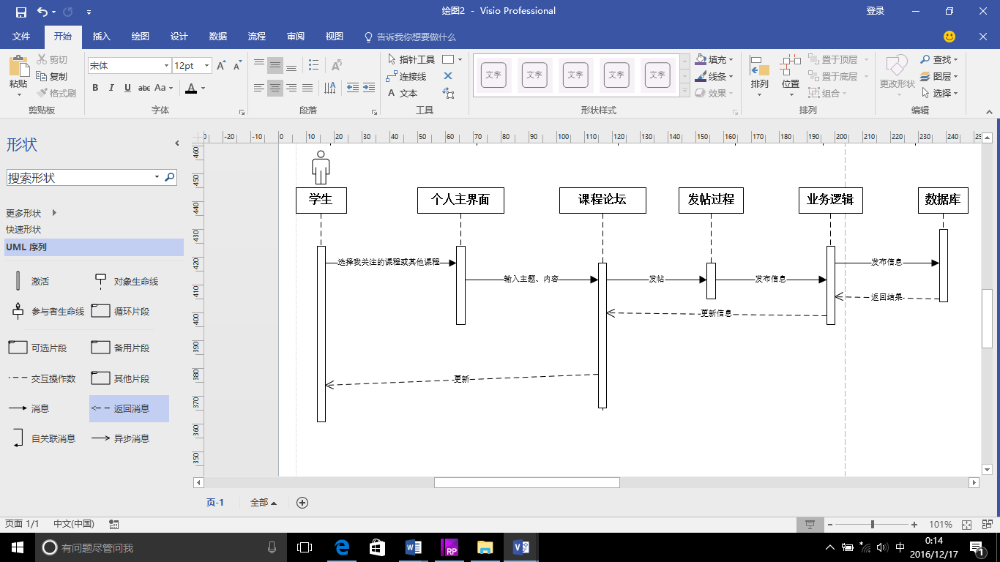 绘图2 - Visio Professional
登录
文件 开始 插入 绘图 设计 数据 流程 审阅 视图 告诉我你想要做什么
粘贴
剪切
复制
格式刷
剪贴板
宋体 12pt
B I U abc Aa A
字体
段落
指针工具
连接线
A 文本
工具
文字 文字 文字 文字 文字
形状样式
填充
线条
效果
排列
位置
置于顶层
置于底层
组合
排列
更改形状
查找
图层
选择
编辑
形状
搜索形状
更多形状
快速形状
UML 序列
激活 对象生命线
参与者生命线 循环片段
可选片段 备用片段
交互操作数 其他片段
消息 返回消息
自关联消息 异步消息
-20 -10 0 10 20 30 40 50 60 70 80 90 100 110 120 130 140 150 160 170 180 190 200 210 220 230 240
460
450
440
430
420
410
400
390
380
370
360
350
学生 个人主界面 课程论坛 发帖过程 业务逻辑 数据库
选择我关注的课程或其他课程 发布信息
输入主题、内容 发帖 发布信息
返回结果
更新信息
更新
页-1 全部
页面 1/1 中文(中国) 101%
有问题尽管问我
RP
中
0:14
2016/12/17
1